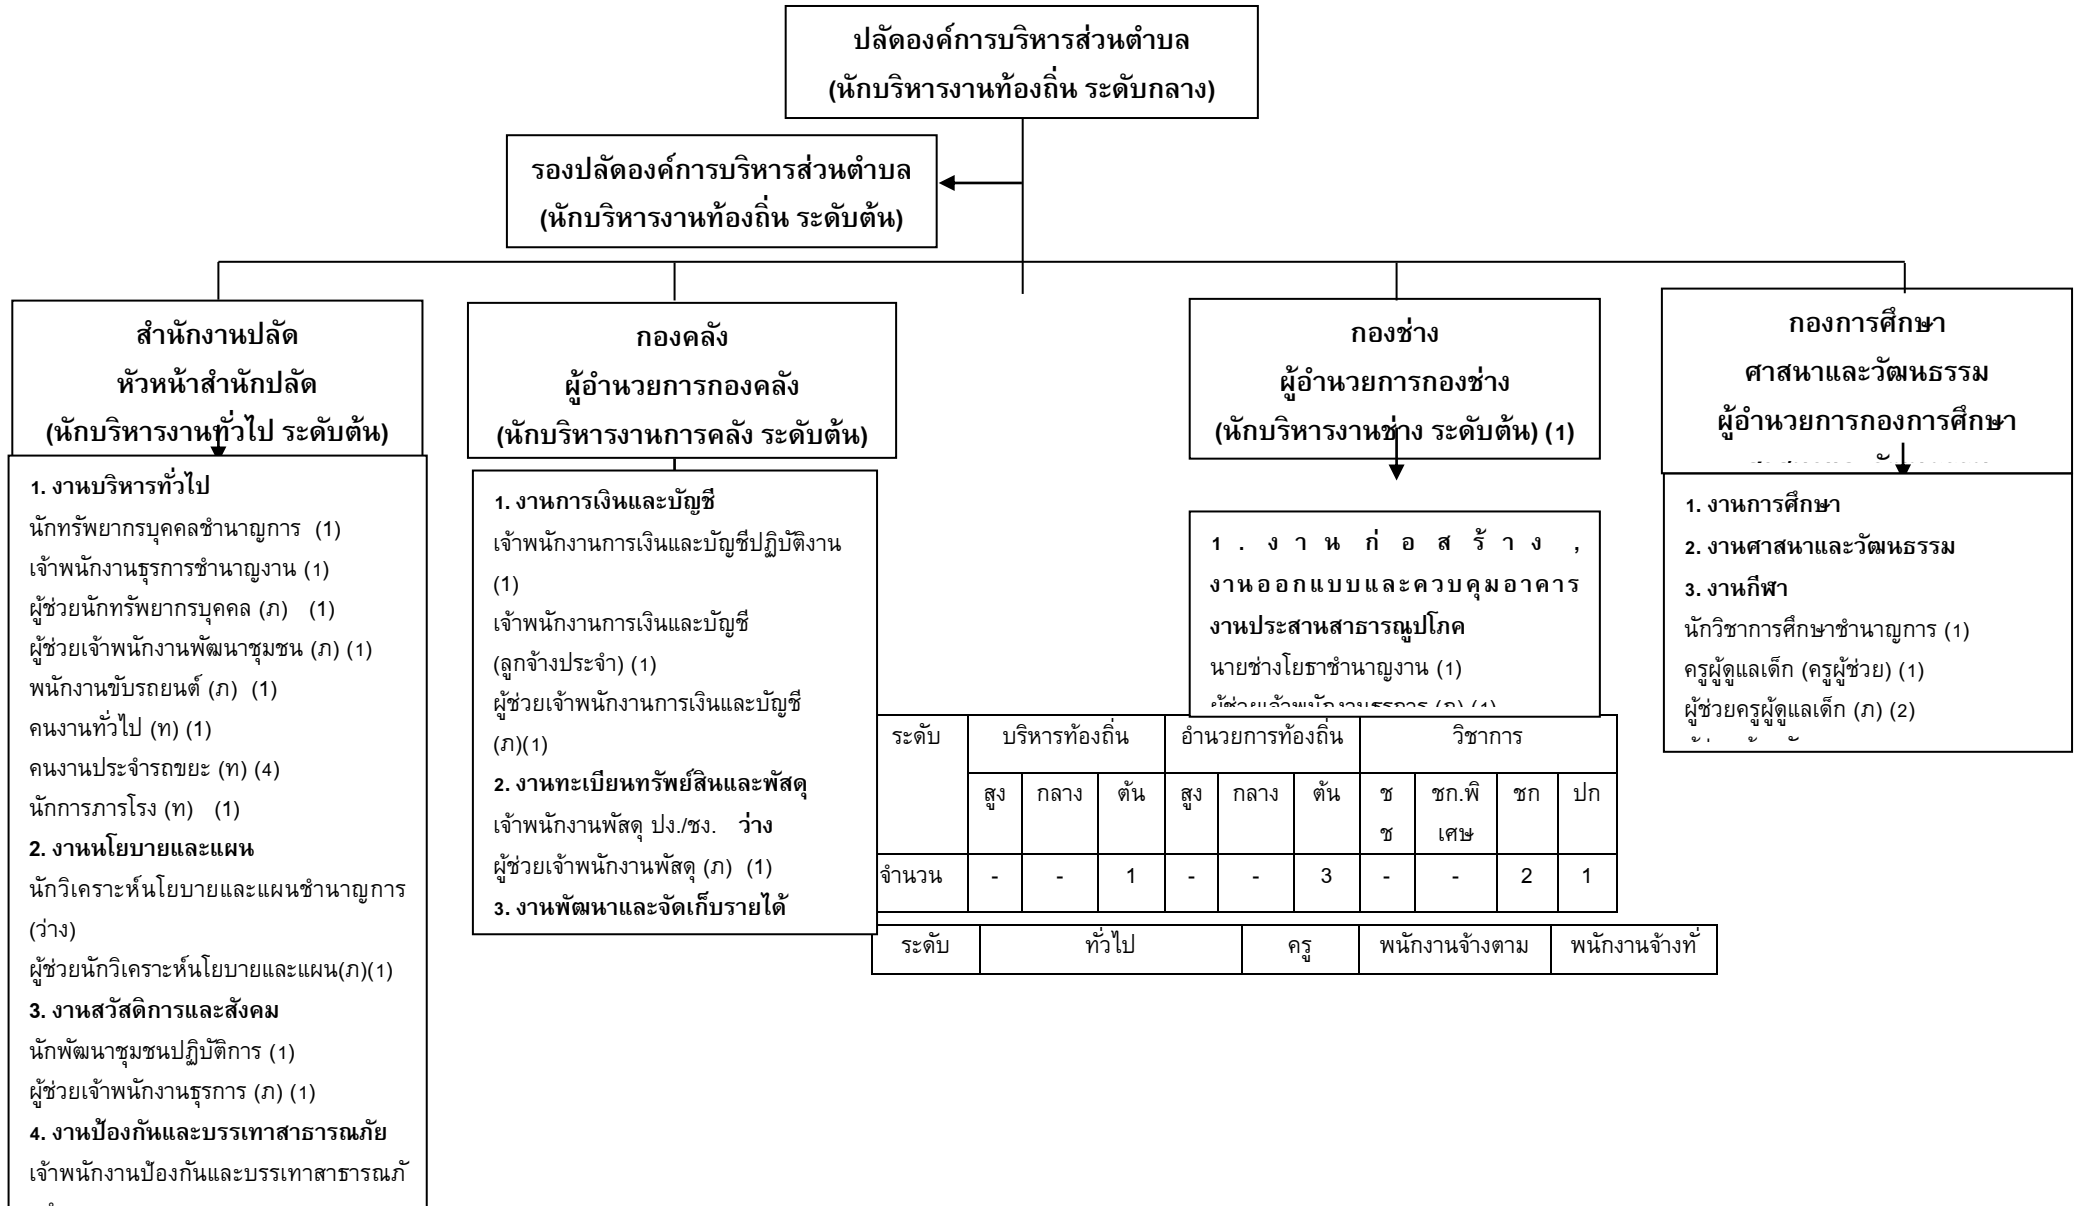 ปลัดองค์การบริหารส่วนตำบล
(นักบริหารงานท้องถิ่น ระดับกลาง)
รองปลัดองค์การบริหารส่วนตำบล
(นักบริหารงานท้องถิ่น ระดับต้น)
สำนักงานปลัด
หัวหน้าสำนักปลัด
(นักบริหารงานทั่วไป ระดับต้น)
1. งานบริหารทั่วไป
นักทรัพยากรบุคคลชำนาญการ (1)
เจ้าพนักงานธุรการชำนาญงาน (1)
ผู้ช่วยนักทรัพยากรบุคคล (ภ) (1)
ผู้ช่วยเจ้าพนักงานพัฒนาชุมชน (ภ) (1)
พนักงานขับรถยนต์ (ภ) (1)
คนงานทั่วไป (ท) (1)
คนงานประจำรถขยะ (ท) (4)
นักการภารโรง (ท) (1)
2. งานนโยบายและแผน
นักวิเคราะห์นโยบายและแผนชำนาญการ
(ว่าง)
ผู้ช่วยนักวิเคราะห์นโยบายและแผน(ภ)(1)
3. งานสวัสดิการและสังคม
นักพัฒนาชุมชนปฏิบัติการ (1)
ผู้ช่วยเจ้าพนักงานธุรการ (ภ) (1)
4. งานป้องกันและบรรเทาสาธารณภัย
เจ้าพนักงานป้องกันและบรรเทาสาธารณภั
กองคลัง
ผู้อำนวยการกองคลัง
(นักบริหารงานการคลัง ระดับต้น)
1. งานการเงินและบัญชี
เจ้าพนักงานการเงินและบัญชีปฏิบัติงาน
(1)
เจ้าพนักงานการเงินและบัญชี
(ลูกจ้างประจำ) (1)
ผู้ช่วยเจ้าพนักงานการเงินและบัญชี
(ภ)(1)
2. งานทะเบียนทรัพย์สินและพัสดุ
เจ้าพนักงานพัสดุ ปง./ชง. ว่าง
ผู้ช่วยเจ้าพนักงานพัสดุ (ภ) (1)
3. งานพัฒนาและจัดเก็บรายได้
กองช่าง
ผู้อำนวยการกองช่าง
(นักบริหารงานช่าง ระดับต้น) (1)
1 . ง า น ก่ อ ส ร้ า ง ,
งานออกแบบและควบคุมอาคาร
งานประสานสาธารณูปโภค
นายช่างโยธาชำนาญงาน (1)
ผู้ช่วยเจ้าพนักงานธุรการ (ภ) (1)
กองการศึกษา
ศาสนาและวัฒนธรรม
ผู้อำนวยการกองการศึกษา
1. งานการศึกษา
2. งานศาสนาและวัฒนธรรม
3. งานกีฬา
นักวิชาการศึกษาชำนาญการ (1)
ครูผู้ดูแลเด็ก (ครูผู้ช่วย) (1)
ผู้ช่วยครูผู้ดูแลเด็ก (ภ) (2)
ระดับ บริหารท้องถิ่น อำนวยการท้องถิ่น วิชาการ
สูง กลาง ต้น สูง กลาง ต้น ช ชก.พิ ชก ปก
ช เศษ
จำนวน - - 1 - - 3 - - 2 1
ระดับ ทั่วไป ครู พนักงานจ้างตาม พนักงานจ้างทั่